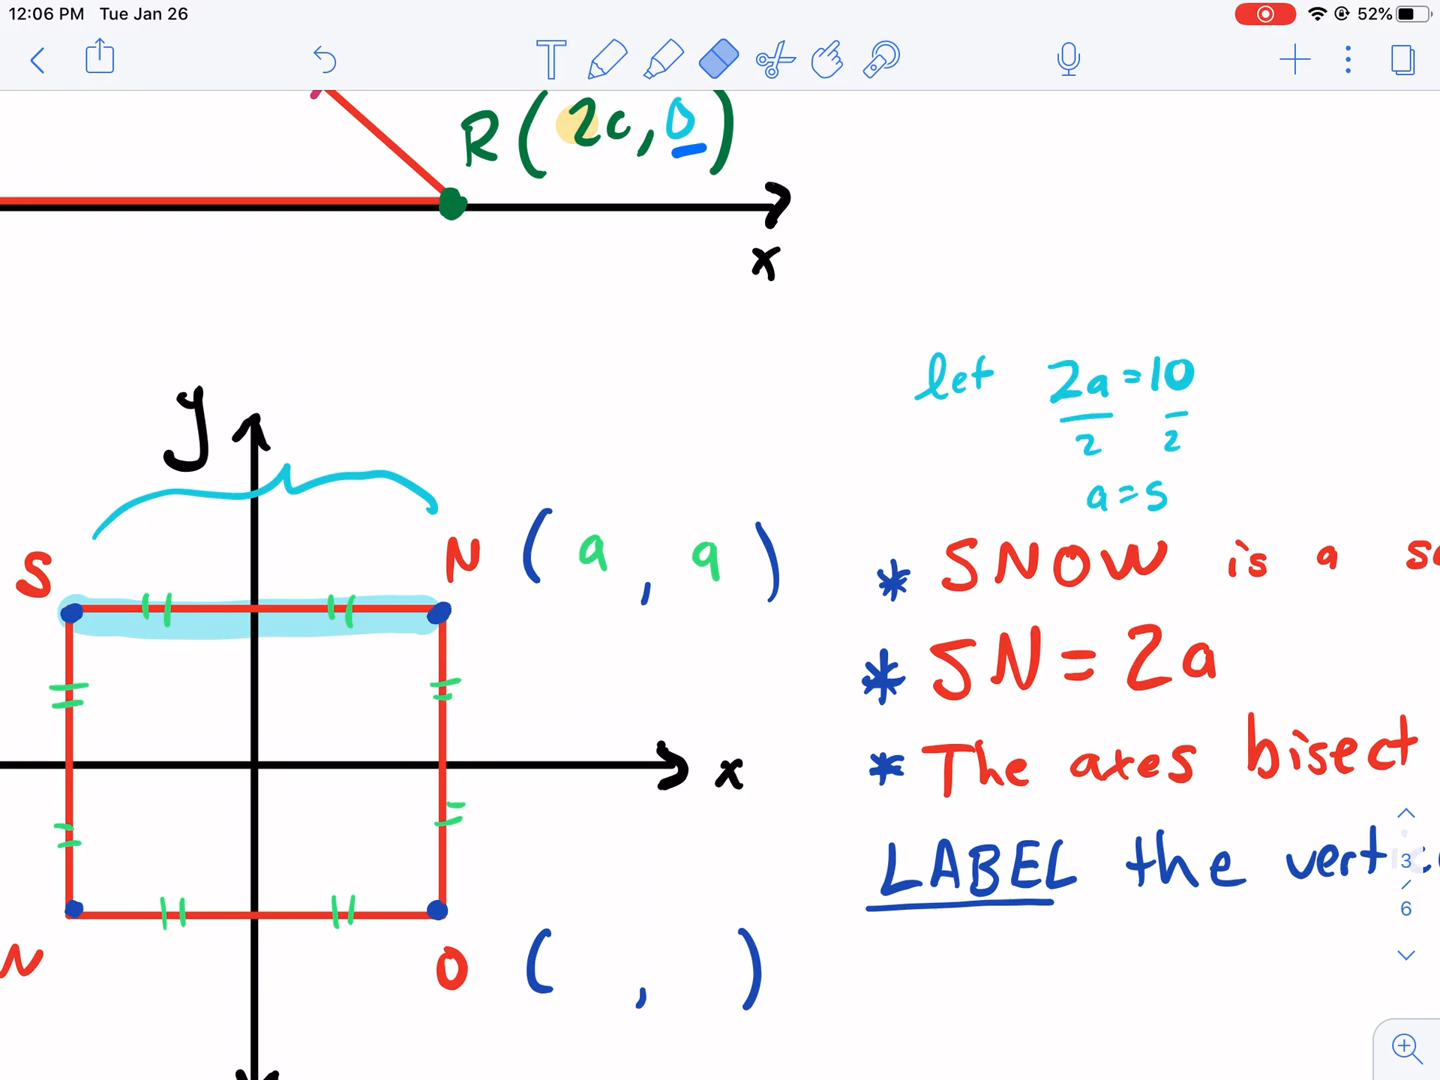 12:06 PM Tue Jan 26
52%
R(2c,0)
x
let 2a=10
2 2
a=5
y
S
N (a, a)
* SNOW is a
* SN=2a
x
* The axes bisect
LABEL the
3
/
6
O ( , )